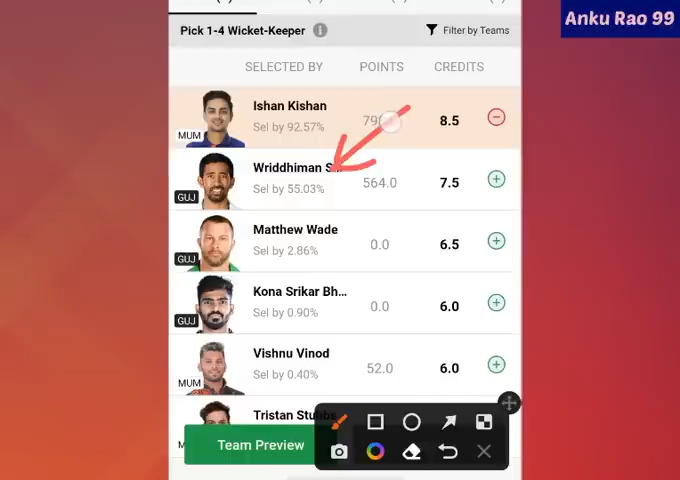 Anku Rao 99
Pick 1-4 Wicket-Keeper
Filter by Teams
SELECTED BY POINTS CREDITS
Ishan Kishan
Sel by 92.57% 8.5
MUM
Wriddhiman S...
Sel by 55.03% 564.0 7.5
GUJ
Matthew Wade
Sel by 2.86% 0.0 6.5
GUJ
Kona Srikar Bh...
Sel by 0.90% 0.0 6.0
GUJ
Vishnu Vinod
Sel by 0.40% 52.0 6.0
MUM
Tristan Stubbs
Team Preview